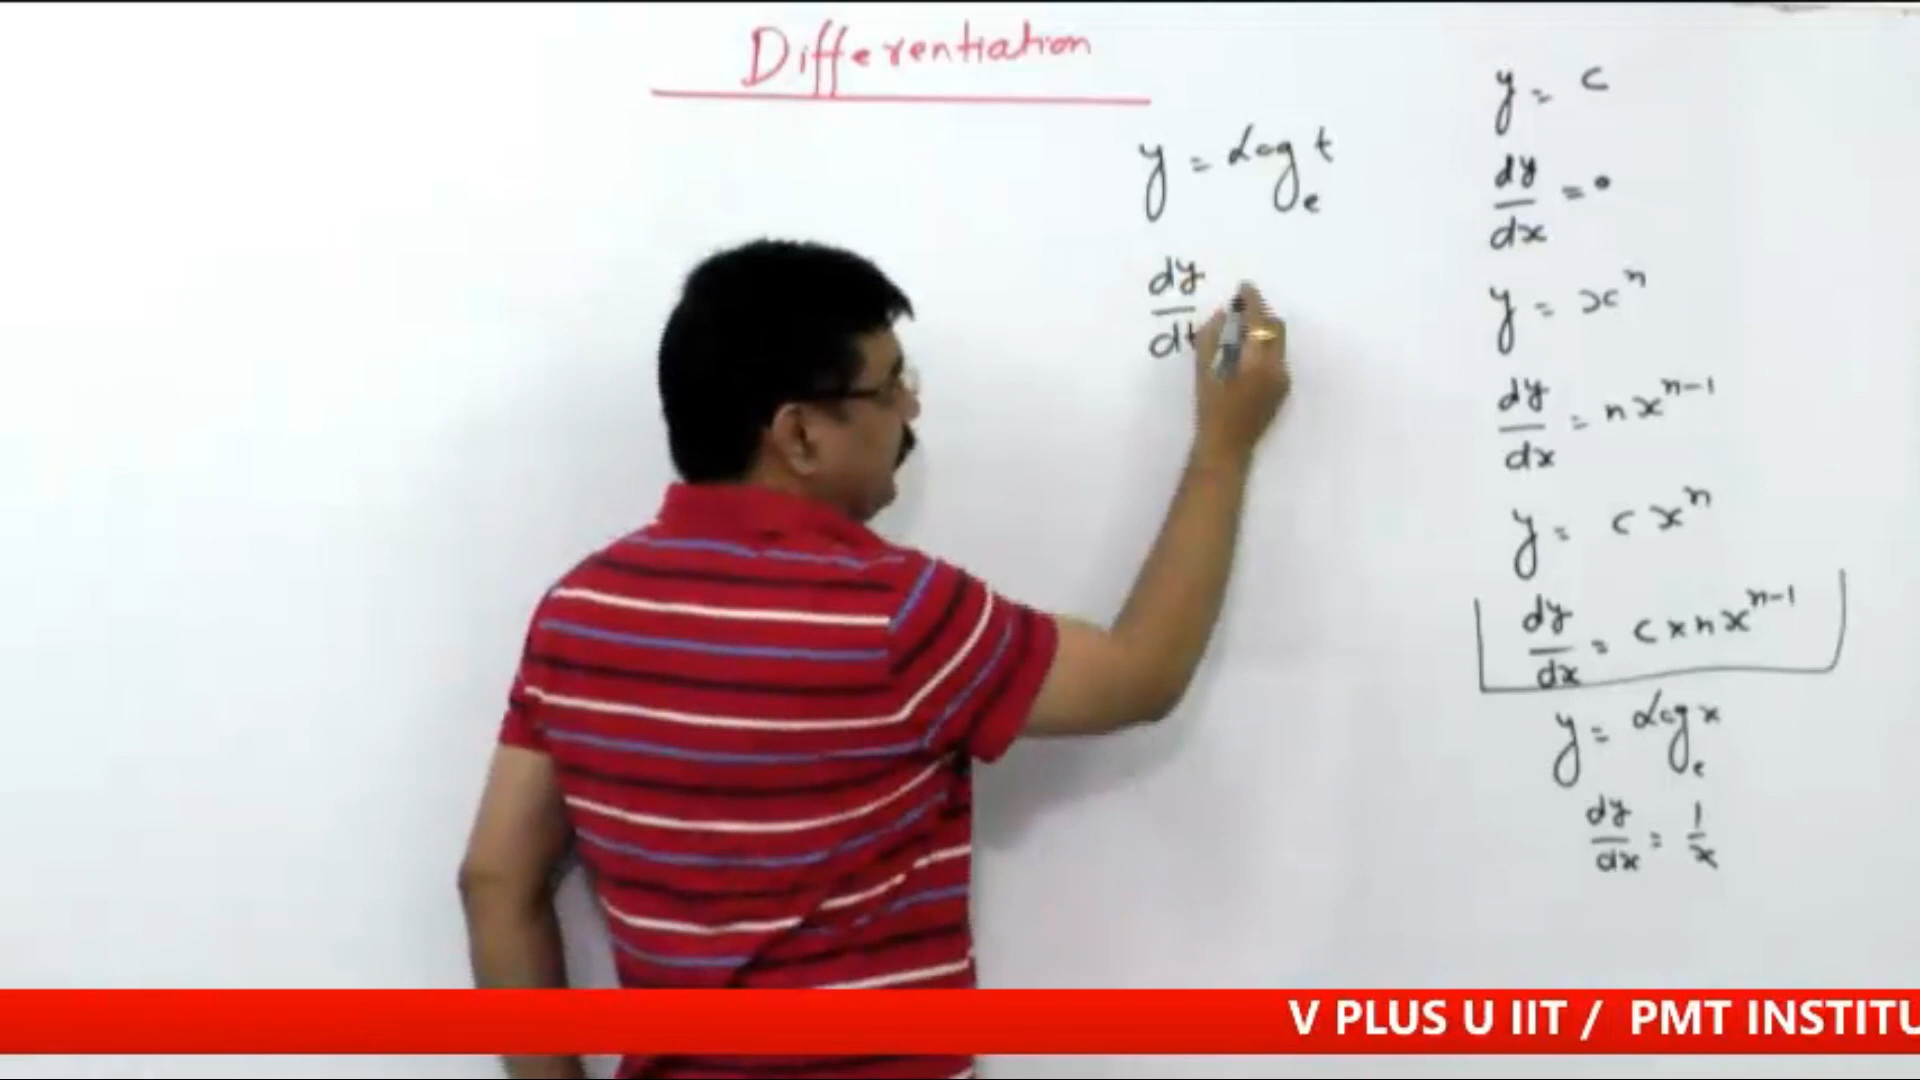 Differentiation
y = log_e t
dy/dt
y = c
dy/dx = 0
y = x^n
dy/dx = nx^(n-1)
y = cx^n
dy/dx = c x n x^(n-1)
y = log_e x
dy/dx = 1/x
V PLUS U IIT / PMT INSTITU